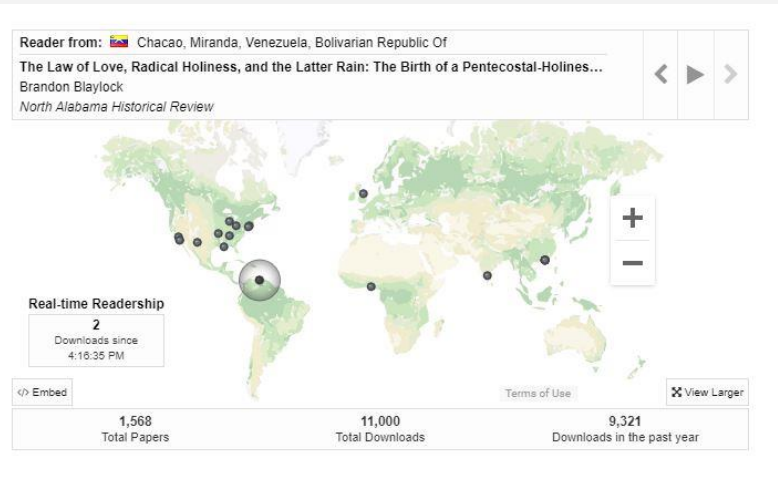 Reader from: Chacao, Miranda, Venezuela, Bolivarian Republic Of
The Law of Love, Radical Holiness, and the Latter Rain: The Birth of a Pentecostal-Holines...
Brandon Blaylock
North Alabama Historical Review
+
−
Real-time Readership
2
Downloads since
4:16:35 PM
</> Embed
Terms of Use
View Larger
1,568
Total Papers
11,000
Total Downloads
9,321
Downloads in the past year